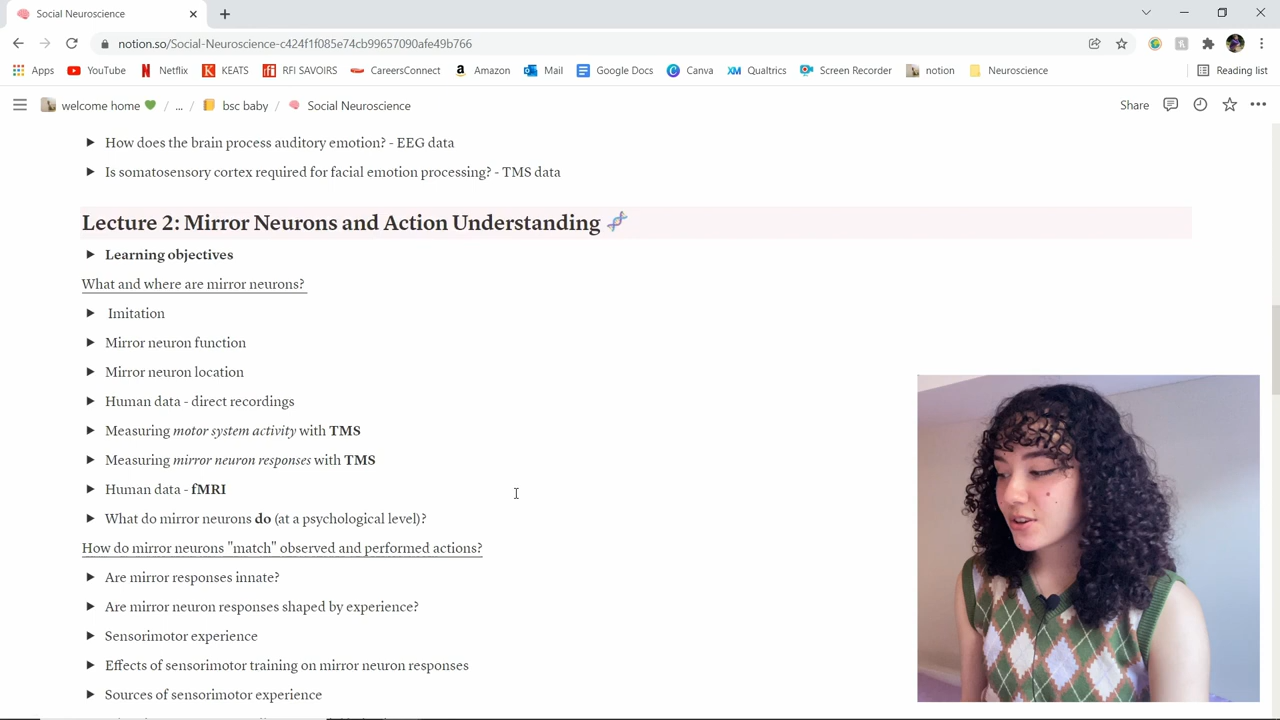 Social Neuroscience
notion.so/Social-Neuroscience-c424f1f085e74cb99657090afe49b766
Apps YouTube Netflix KEATS RFI SAVOIRS CareersConnect Amazon Mail Google Docs Canva Qualtrics Screen Recorder notion Neuroscience Reading list
welcome home 💚 / ... / bsc baby / Social Neuroscience Share
How does the brain process auditory emotion? - EEG data
Is somatosensory cortex required for facial emotion processing? - TMS data
Lecture 2: Mirror Neurons and Action Understanding 🧬
Learning objectives
What and where are mirror neurons?
Imitation
Mirror neuron function
Mirror neuron location
Human data - direct recordings
Measuring motor system activity with TMS
Measuring mirror neuron responses with TMS
Human data - fMRI
What do mirror neurons do (at a psychological level)?
How do mirror neurons "match" observed and performed actions?
Are mirror responses innate?
Are mirror neuron responses shaped by experience?
Sensorimotor experience
Effects of sensorimotor training on mirror neuron responses
Sources of sensorimotor experience